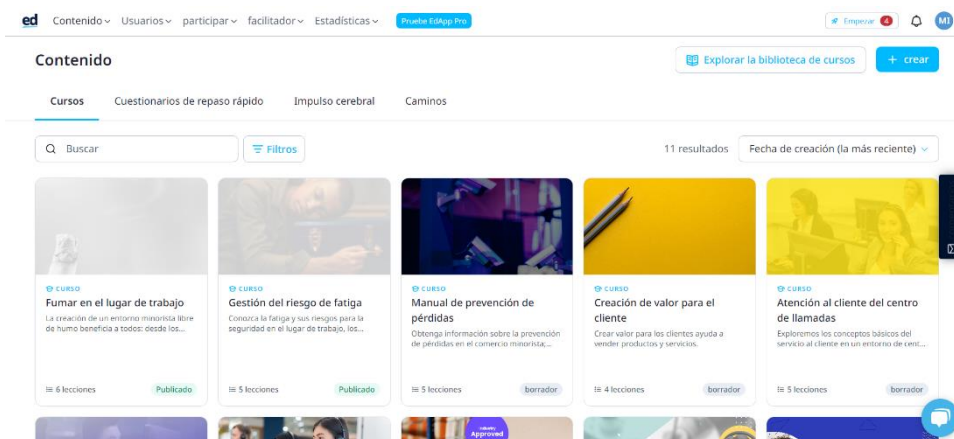 ed Contenido Usuarios participar facilitador Estadísticas Pruebe EdApp Pro Empezar 4 MI
Contenido Explorar la biblioteca de cursos + crear
Cursos Cuestionarios de repaso rápido Impulso cerebral Caminos
Buscar Filtros 11 resultados Fecha de creación (la más reciente)
CURSO
Fumar en el lugar de trabajo
La creación de un entorno minorista libre
de humo beneficia a todos: desde los...
6 lecciones Publicado
CURSO
Gestión del riesgo de fatiga
Conozca la fatiga y sus riesgos para la
seguridad en el lugar de trabajo, los...
5 lecciones Publicado
CURSO
Manual de prevención de
pérdidas
Obtenga información sobre la prevención
de pérdidas en el comercio minorista;...
5 lecciones borrador
CURSO
Creación de valor para el
cliente
Crear valor para los clientes ayuda a
vender productos y servicios.
4 lecciones borrador
CURSO
Atención al cliente del centro
de llamadas
Exploremos los conceptos básicos del
servicio al cliente en un entorno de cent...
5 lecciones borrador
Approved